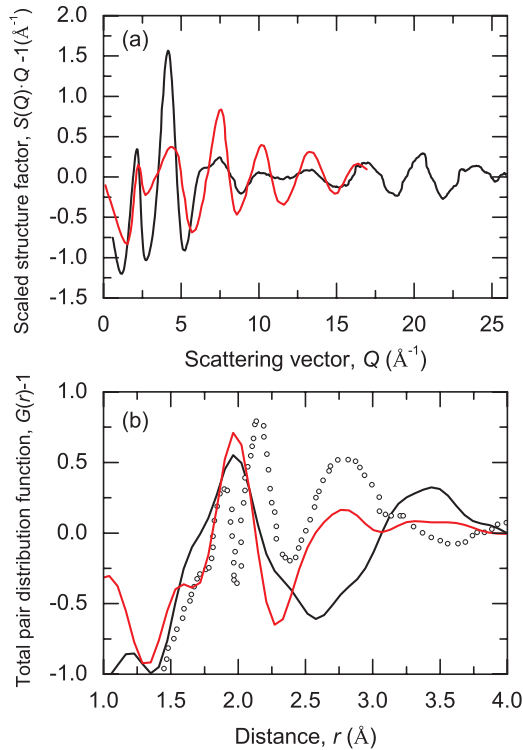 (a)
Scaled structure factor, S(Q)·Q -1(Å⁻¹)
2.0
1.5
1.0
0.5
0.0
-0.5
-1.0
-1.5
0 5 10 15 20 25
Scattering vector, Q (Å⁻¹)
(b)
Total pair distribution function, G(r)-1
1.0
0.5
0.0
-0.5
-1.0
1.0 1.5 2.0 2.5 3.0 3.5 4.0
Distance, r (Å)